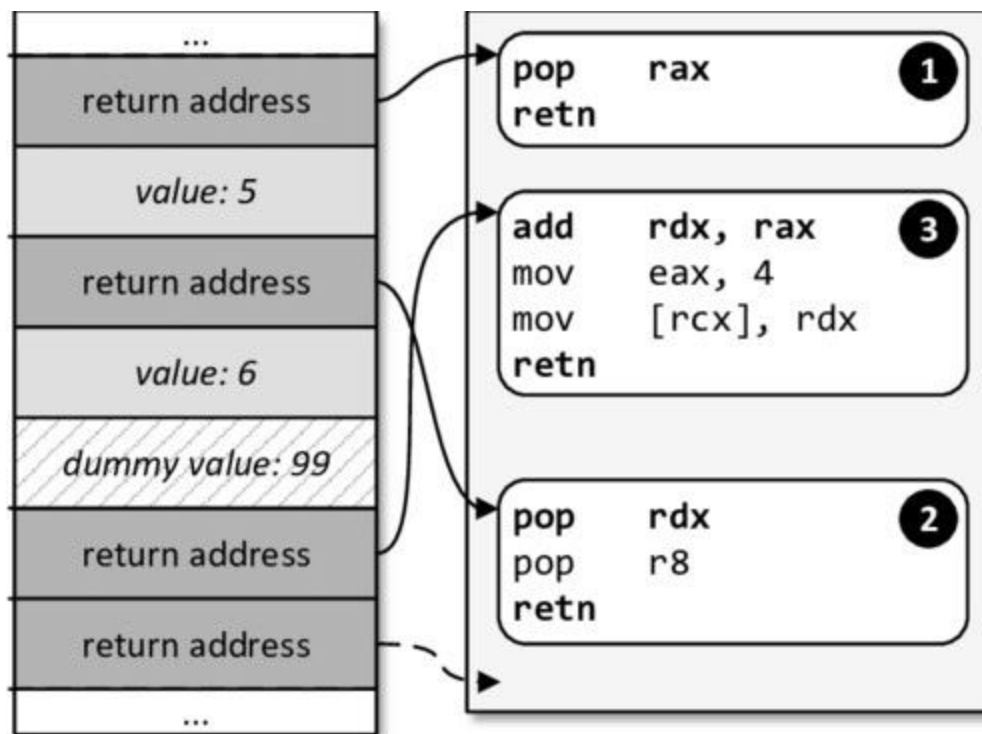 ...
return address
value: 5
return address
value: 6
dummy value: 99
return address
return address
...
pop rax
retn
1
add rdx, rax
mov eax, 4
mov [rcx], rdx
retn
3
pop rdx
pop r8
retn
2